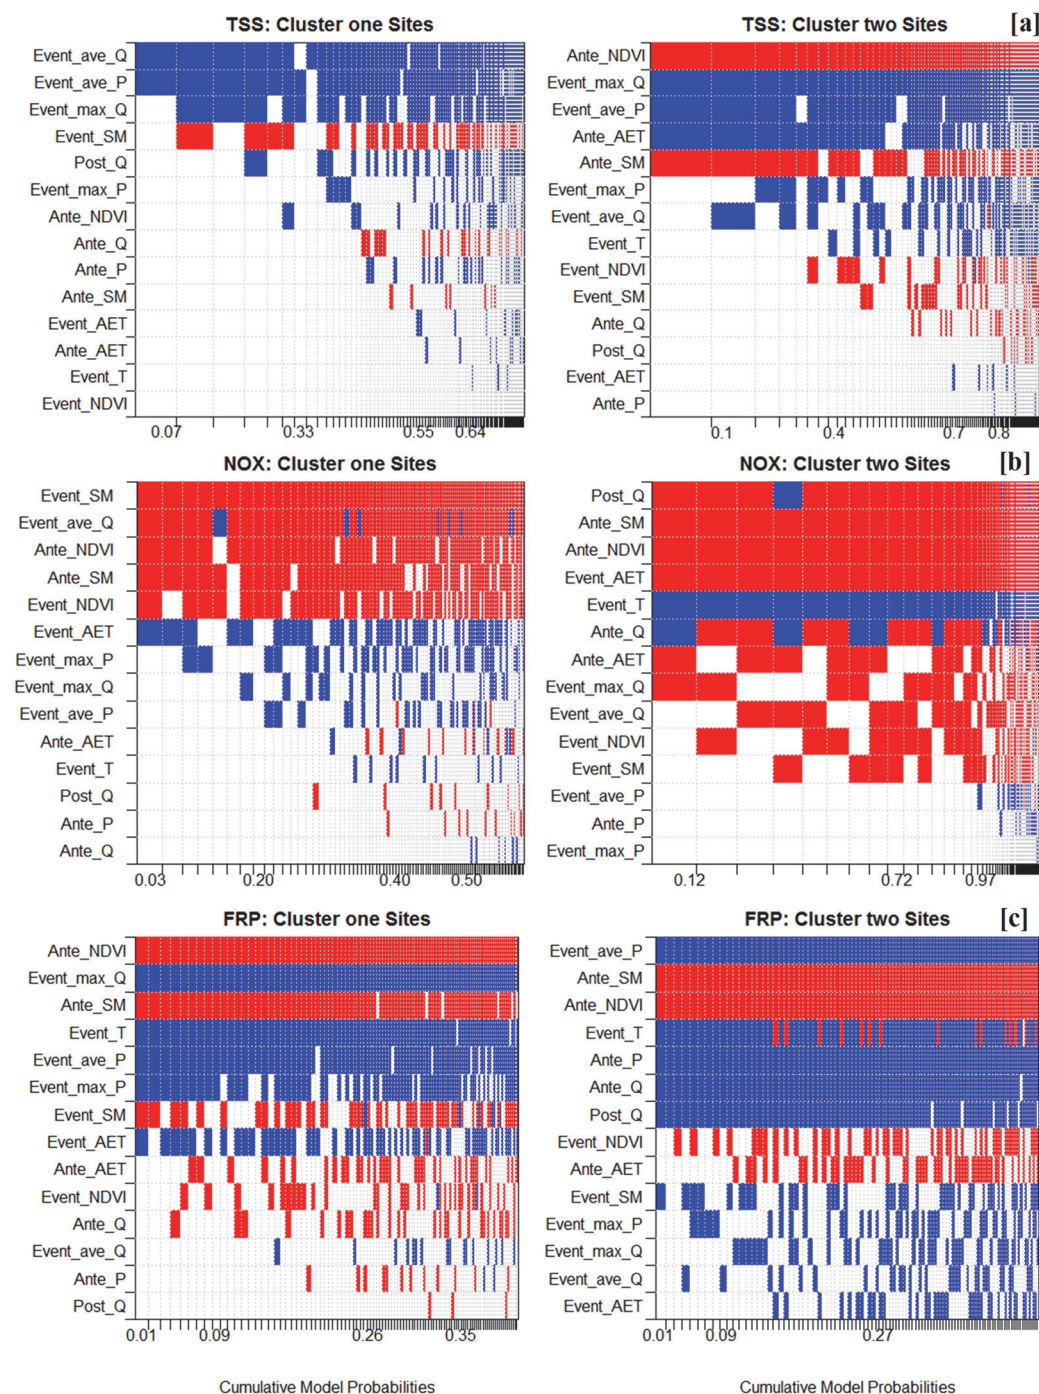 TSS: Cluster one Sites
Event_ave_Q
Event_ave_P
Event_max_Q
Event_SM
Post_Q
Event_max_P
Ante_NDVI
Ante_Q
Ante_P
Ante_SM
Event_AET
Ante_AET
Event_T
Event_NDVI
0.07 0.33 0.55 0.64
TSS: Cluster two Sites [a]
Ante_NDVI
Event_max_Q
Event_ave_P
Ante_AET
Ante_SM
Event_max_P
Event_ave_Q
Event_T
Event_NDVI
Event_SM
Ante_Q
Post_Q
Event_AET
Ante_P
0.1 0.4 0.7 0.8
NOX: Cluster one Sites
Event_SM
Event_ave_Q
Ante_NDVI
Ante_SM
Event_NDVI
Event_AET
Event_max_P
Event_max_Q
Event_ave_P
Ante_AET
Event_T
Post_Q
Ante_P
Ante_Q
0.03 0.20 0.40 0.50
NOX: Cluster two Sites [b]
Post_Q
Ante_SM
Ante_NDVI
Event_AET
Event_T
Ante_Q
Ante_AET
Event_max_Q
Event_ave_Q
Event_NDVI
Event_SM
Event_ave_P
Ante_P
Event_max_P
0.12 0.72 0.97
FRP: Cluster one Sites
Ante_NDVI
Event_max_Q
Ante_SM
Event_T
Event_ave_P
Event_max_P
Event_SM
Event_AET
Ante_AET
Event_NDVI
Ante_Q
Event_ave_Q
Ante_P
Post_Q
0.01 0.09 0.26 0.35
Cumulative Model Probabilities
FRP: Cluster two Sites [c]
Event_ave_P
Ante_SM
Ante_NDVI
Event_T
Ante_P
Ante_Q
Post_Q
Event_NDVI
Ante_AET
Event_SM
Event_max_P
Event_max_Q
Event_ave_Q
Event_AET
0.01 0.09 0.27
Cumulative Model Probabilities